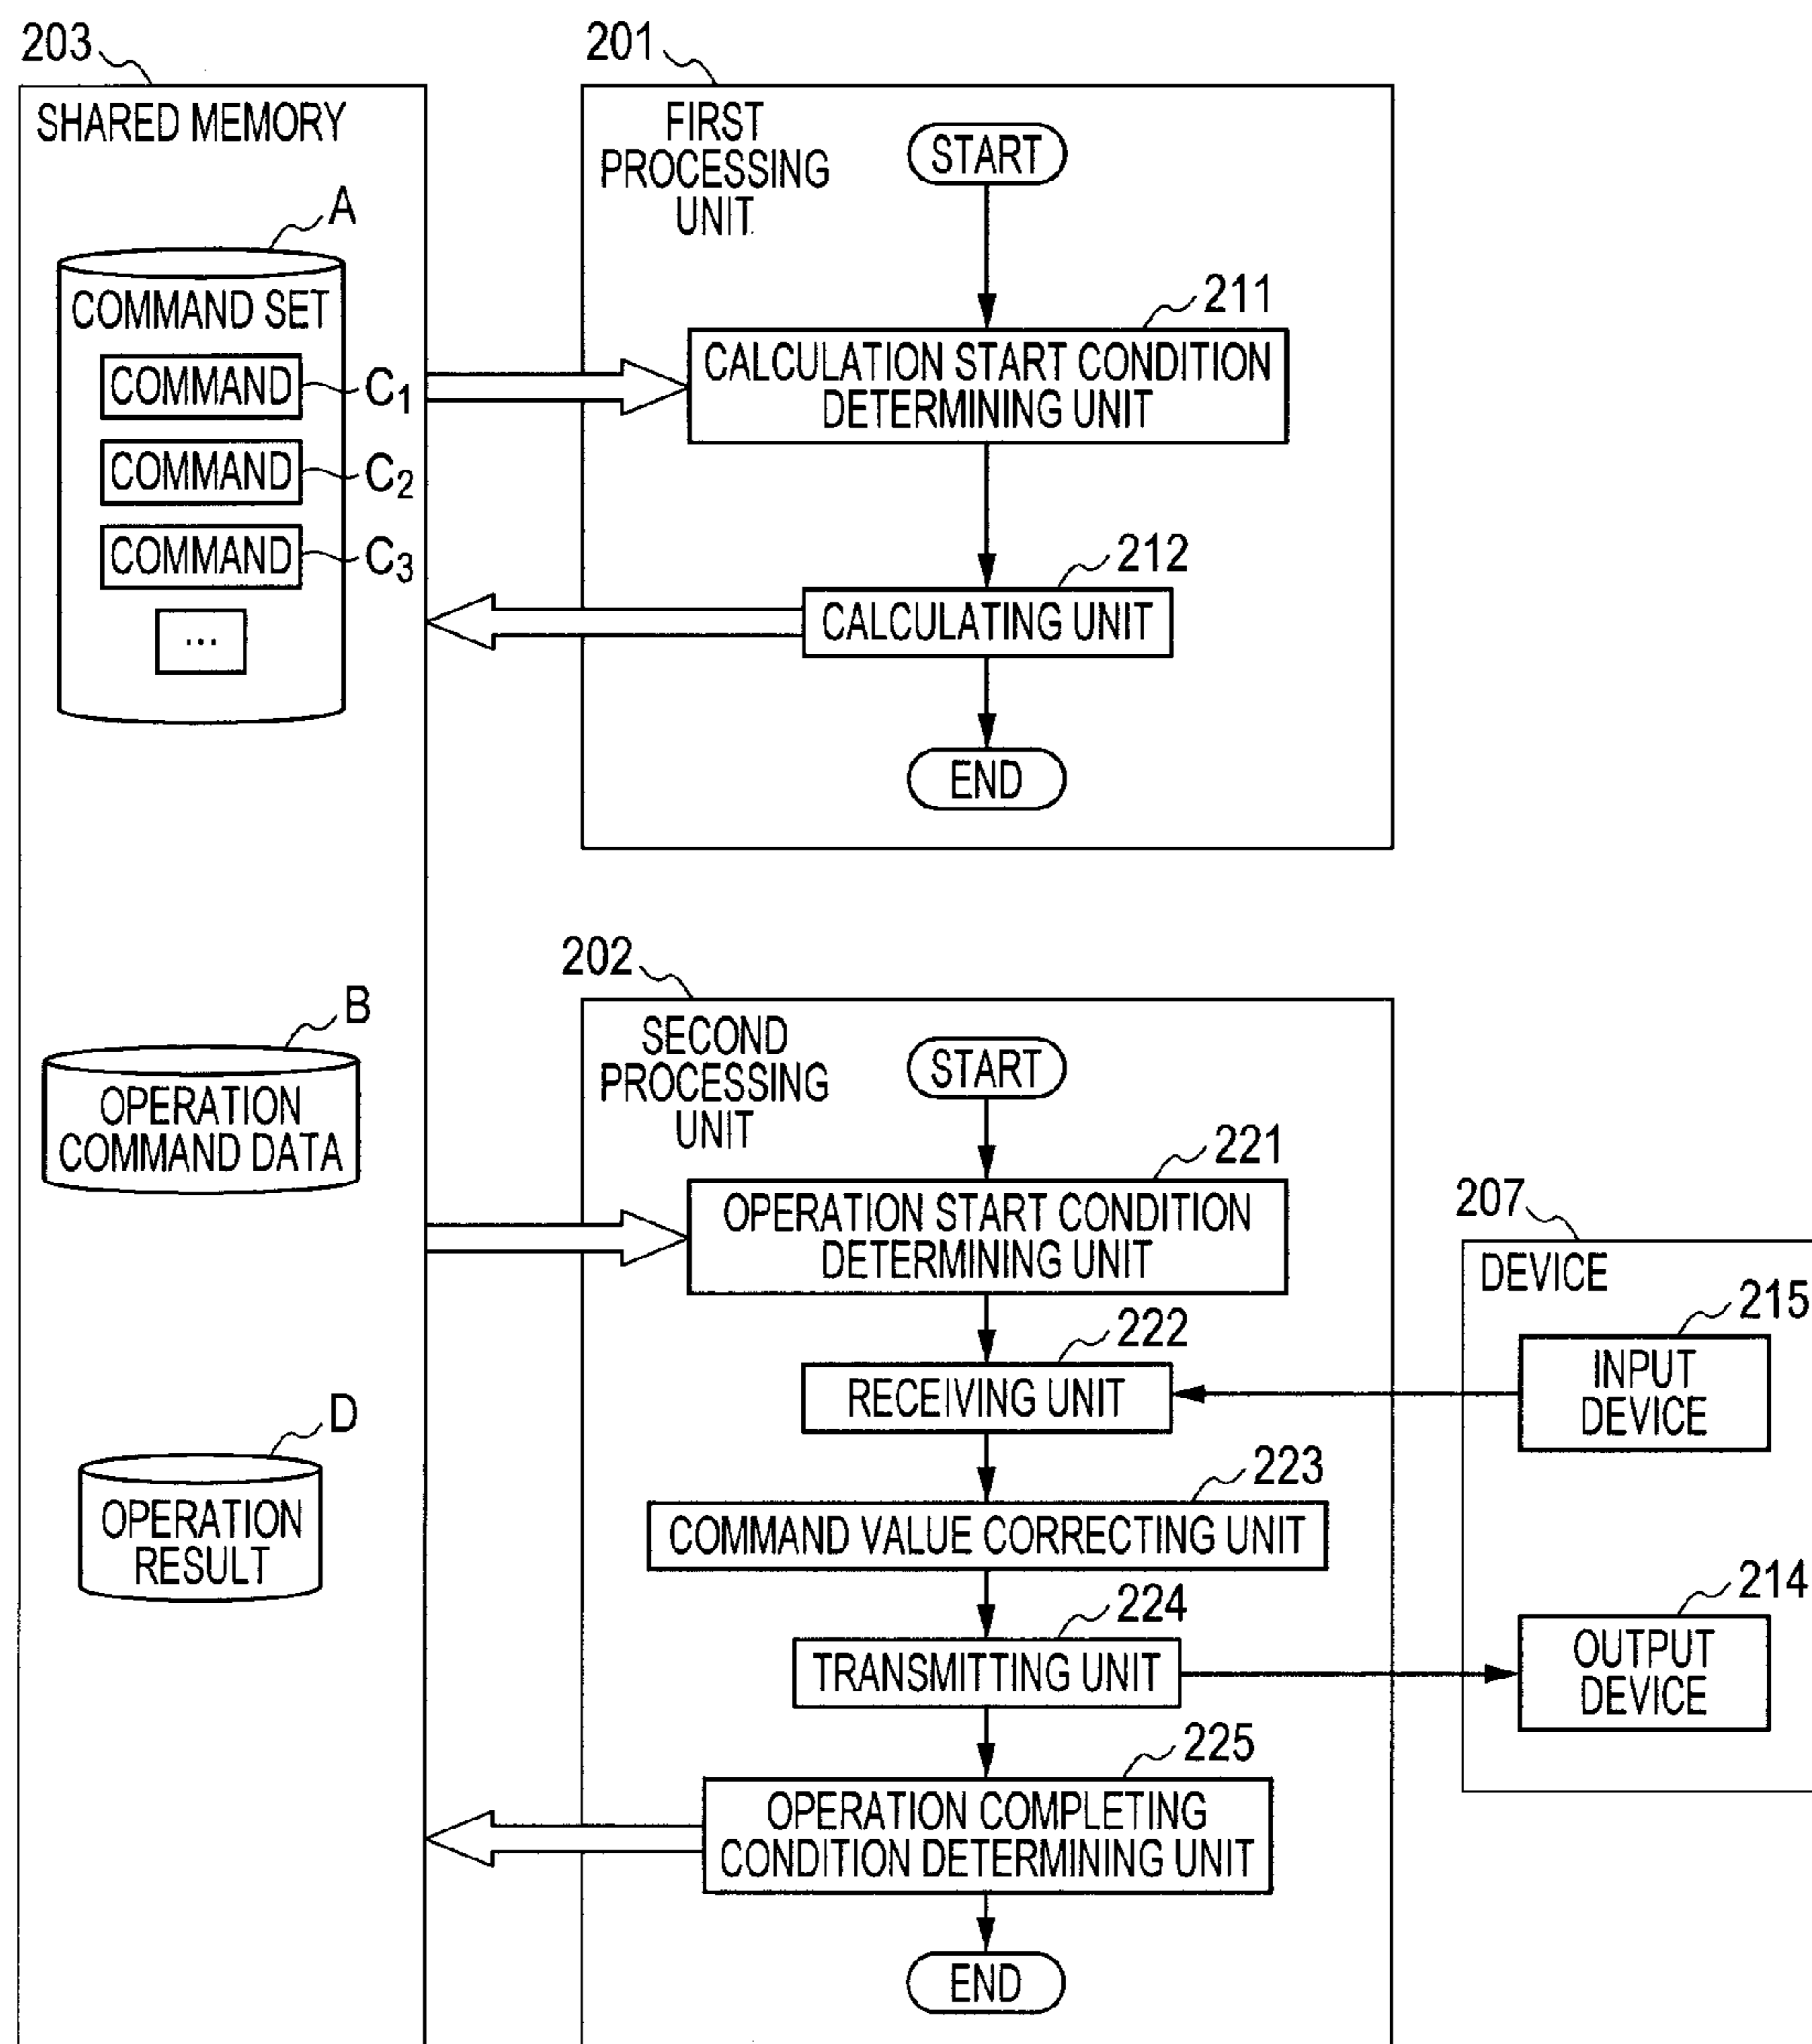 203
SHARED MEMORY
A
COMMAND SET
COMMAND
C1
COMMAND
C2
COMMAND
C3
...
B
OPERATION
COMMAND DATA
D
OPERATION
RESULT
201
FIRST
PROCESSING
UNIT
START
211
CALCULATION START CONDITION
DETERMINING UNIT
212
CALCULATING UNIT
END
202
SECOND
PROCESSING
UNIT
START
221
OPERATION START CONDITION
DETERMINING UNIT
222
RECEIVING UNIT
223
COMMAND VALUE CORRECTING UNIT
224
TRANSMITTING UNIT
225
OPERATION COMPLETING
CONDITION DETERMINING UNIT
END
207
DEVICE
215
INPUT
DEVICE
214
OUTPUT
DEVICE